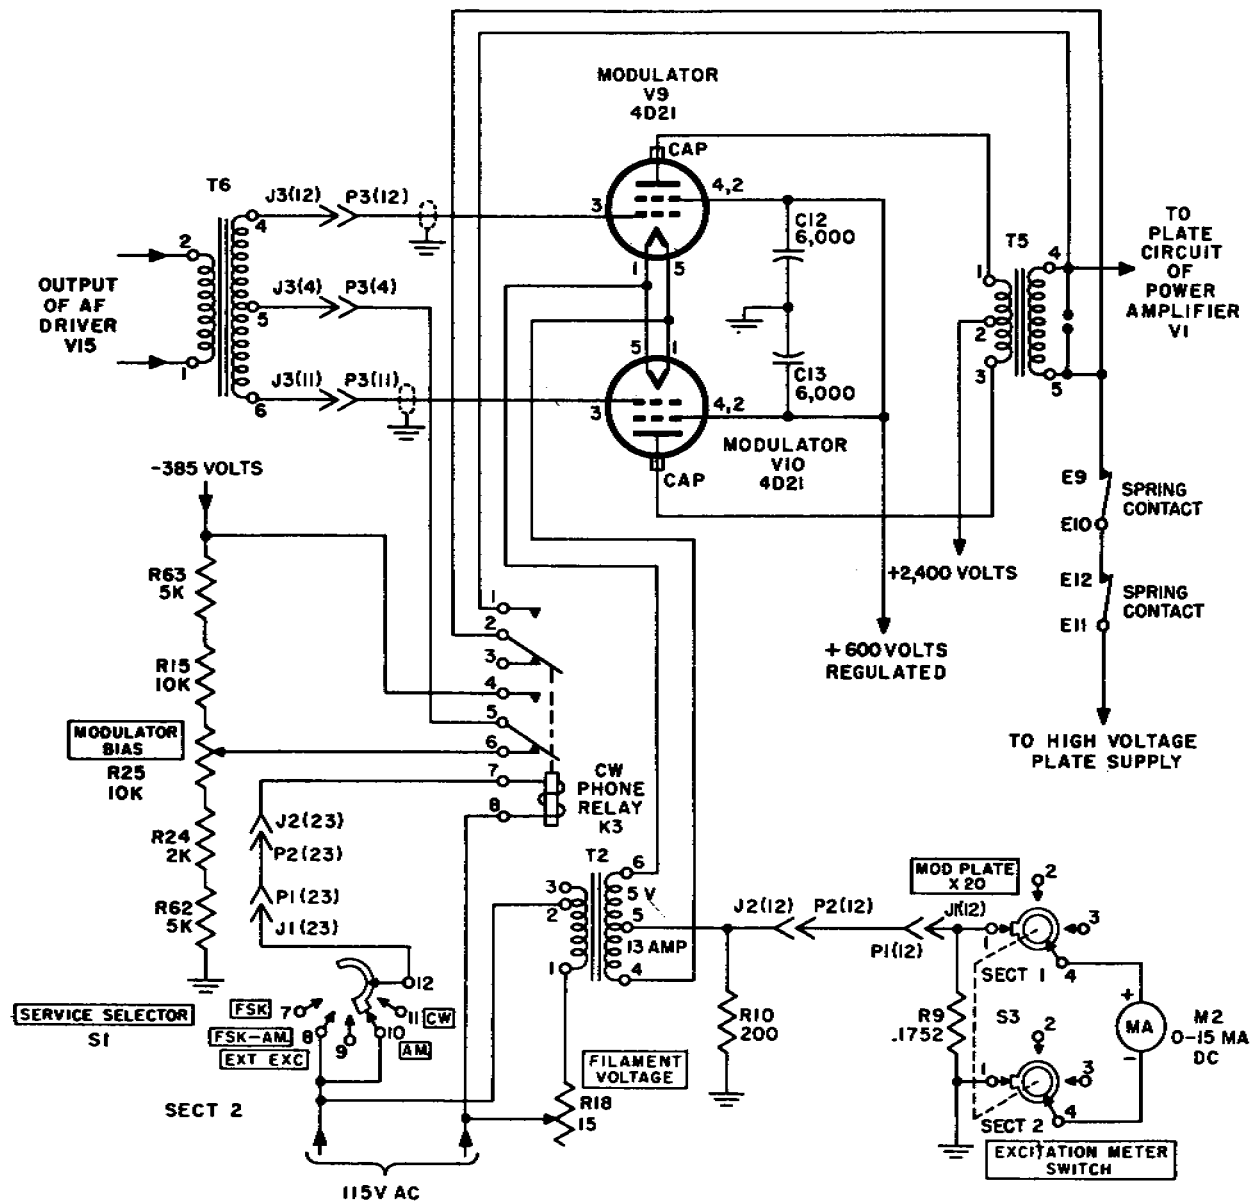 MODULATOR
V9
4D21
CAP
T6
J3(12)
P3(12)
4
3
4,2
2
C12
6,000
T5
TO
PLATE
CIRCUIT
OF
POWER
AMPLIFIER
V1
1
5
1
4
OUTPUT
OF AF
DRIVER
V15
J3(4)
P3(4)
5
2
5
1
1
J3(11)
P3(11)
6
3
4,2
C13
6,000
3
5
MODULATOR
V10
4D21
CAP
-385 VOLTS
E9
SPRING
CONTACT
E10
+2,400 VOLTS
E12
SPRING
CONTACT
E11
R63
5K
1
2
3
+600 VOLTS
REGULATED
R15
10K
4
5
6
MODULATOR
BIAS
R25
10K
TO HIGH VOLTAGE
PLATE SUPPLY
7
8
CW
PHONE
RELAY
K3
J2(23)
P2(23)
R24
2K
P1(23)
J1(23)
R62
5K
T2
3
2
1
6
5 V
5
13 AMP
4
J2(12)
P2(12)
P1(12)
J1(12)
MOD PLATE
X 20
2
3
1
4
SECT 1
12
SERVICE SELECTOR
S1
FSK
7
FSK-AM
8
EXT EXC
9
10
AM
11
CW
SECT 2
R10
200
R9
.1752
S3
2
3
1
4
SECT 2
+
MA
-
M2
0-15 MA
DC
FILAMENT
VOLTAGE
R18
15
EXCITATION METER
SWITCH
115V AC